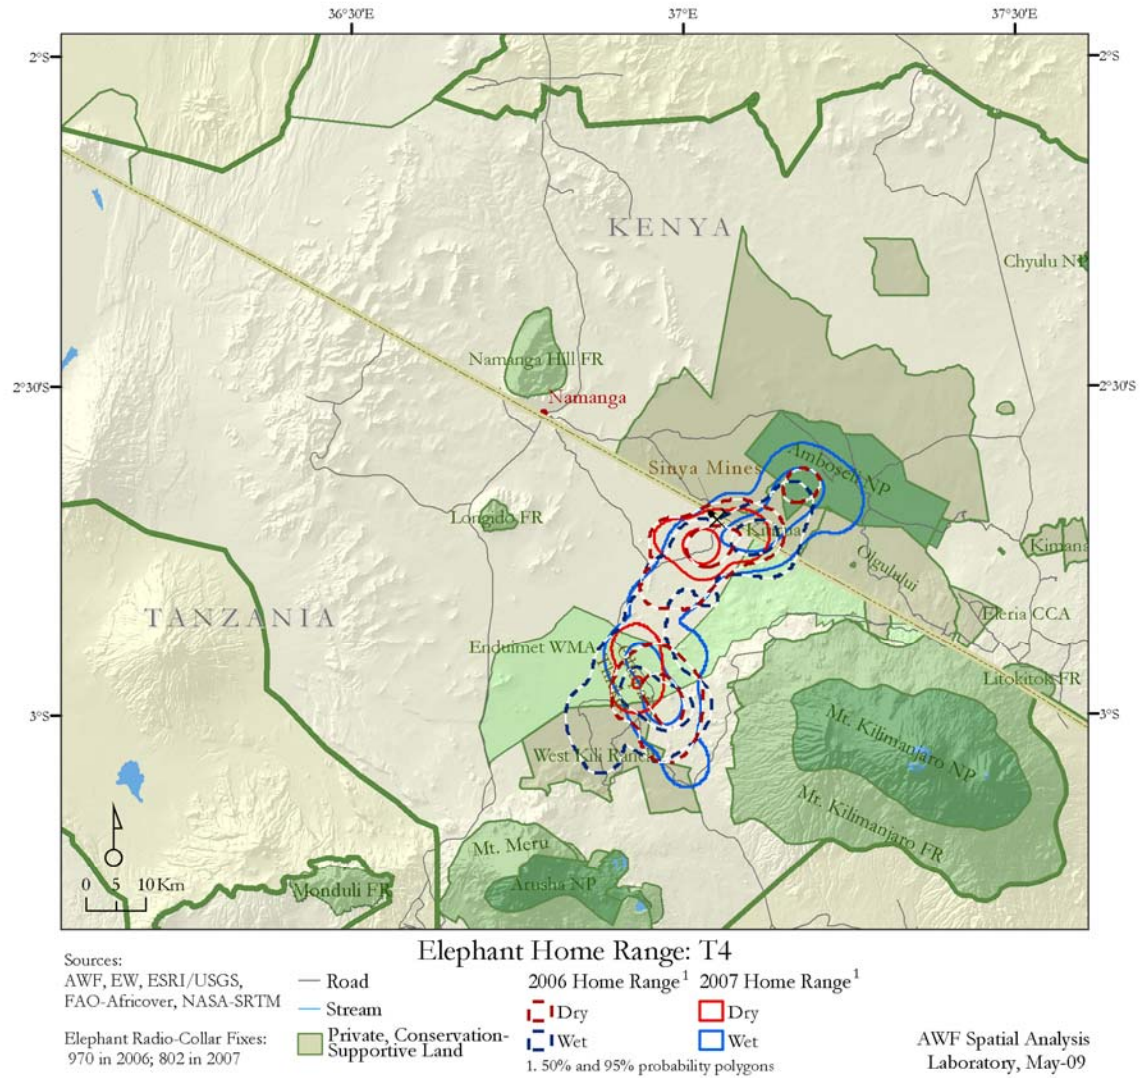 36°30'E 37°E 37°30'E
2°S 2°S
KENYA
Chyulu NP
Namanga Hill FR
2°30'S 2°30'S
Namanga
Amboseli NP
Sinya Mines
Longido FR
Kimana
Olgulului
TANZANIA
Eleria CCA
Enduimet WMA
Litokitok FR
3°S 3°S
Mt. Kilimanjaro NP
West Kili Ranch
Mt. Kilimanjaro FR
Mt. Meru
0 5 10 Km
Monduli FR
Arusha NP
Elephant Home Range: T4
Sources:
AWF, EW, ESRI/USGS,
FAO-Africover, NASA-SRTM
Elephant Radio-Collar Fixes:
970 in 2006; 802 in 2007
Road
Stream
Private, Conservation-
Supportive Land
2006 Home Range1
Dry
Wet
2007 Home Range1
Dry
Wet
1. 50% and 95% probability polygons
AWF Spatial Analysis
Laboratory, May-09